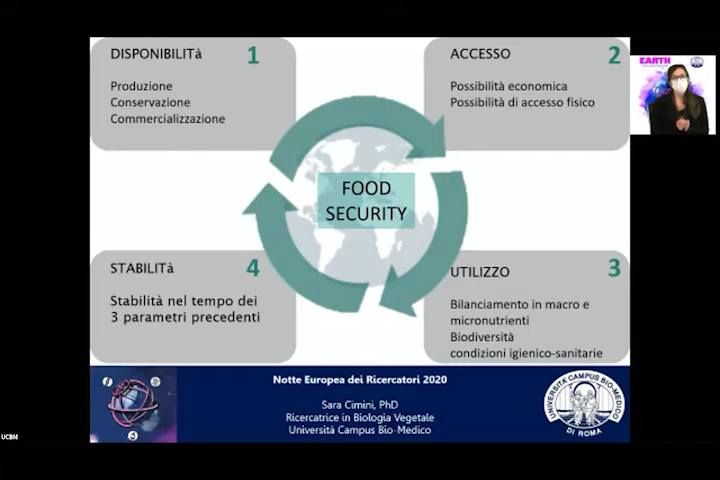 DISPONIBILITà 1
Produzione
Conservazione
Commercializzazione
ACCESSO 2
Possibilità economica
Possibilità di accesso fisico
EARTH
FOOD
SECURITY
STABILITà 4
Stabilità nel tempo dei
3 parametri precedenti
UTILIZZO 3
Bilanciamento in macro e
micronutrienti
Biodiversità
condizioni igienico-sanitarie
Notte Europea dei Ricercatori 2020
Sara Cimini, PhD
Ricercatrice in Biologia Vegetale
Università Campus Bio-Medico
UNIVERSITÀ CAMPUS BIO-MEDICO
DI ROMA
UCBM